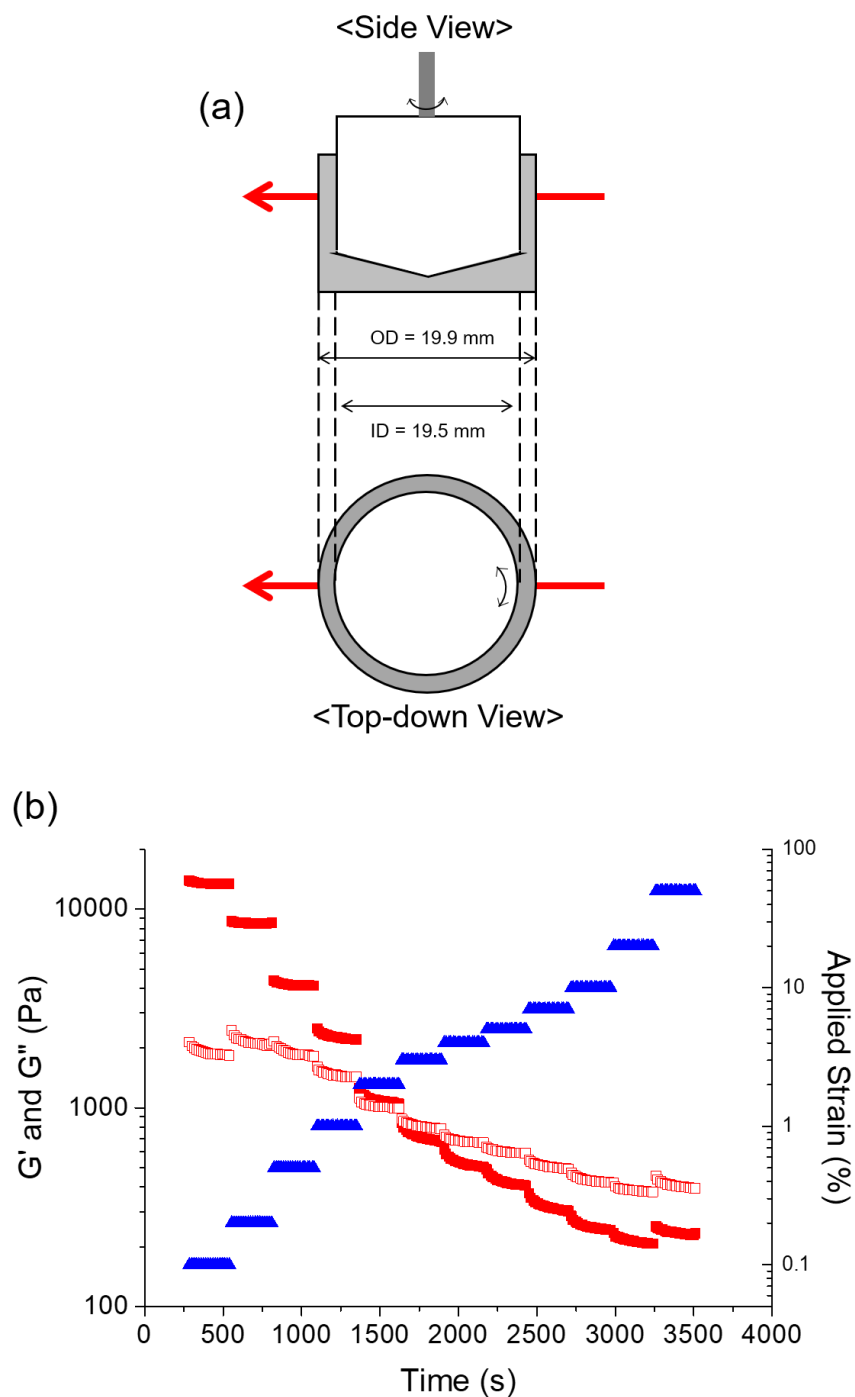 <Side View>
(a)
OD = 19.9 mm
ID = 19.5 mm
<Top-down View>
(b)
G' and G" (Pa)
10000
1000
100
0 500 1000 1500 2000 2500 3000 3500 4000
Time (s)
100
10
1
0.1
Applied Strain (%)